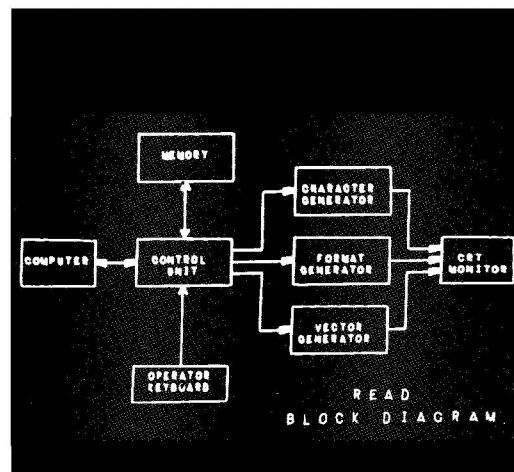 MEMORY
CHARACTER
GENERATOR
COMPUTER
CONTROL
UNIT
FORMAT
GENERATOR
CRT
MONITOR
VECTOR
GENERATOR
OPERATOR
KEYBOARD
READ
BLOCK DIAGRAM